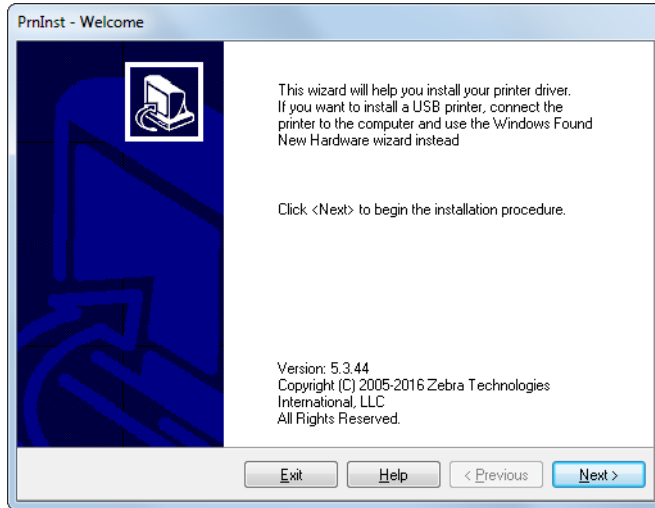 PrnInst - Welcome
This wizard will help you install your printer driver.
If you want to install a USB printer, connect the
printer to the computer and use the Windows Found
New Hardware wizard instead
Click <Next> to begin the installation procedure.
Version: 5.3.44
Copyright (C) 2005-2016 Zebra Technologies
International, LLC
All Rights Reserved.
Exit Help < Previous Next >